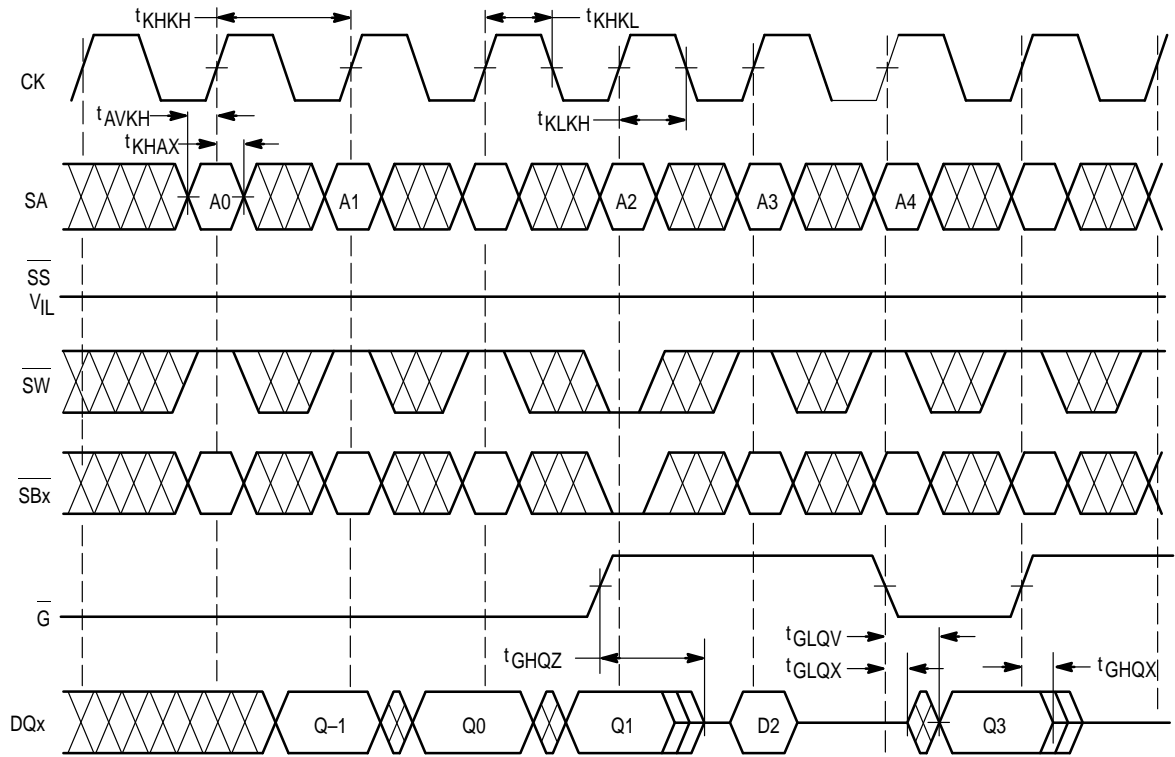 tKHKH tKHKL
CK
tAVKH
tKLKH
tKHAX
SA A0 A1 A2 A3 A4
SS
VIL
SW
SBx
G
tGLQV
tGHQZ tGLQX tGHQX
DQx Q–1 Q0 Q1 D2 Q3